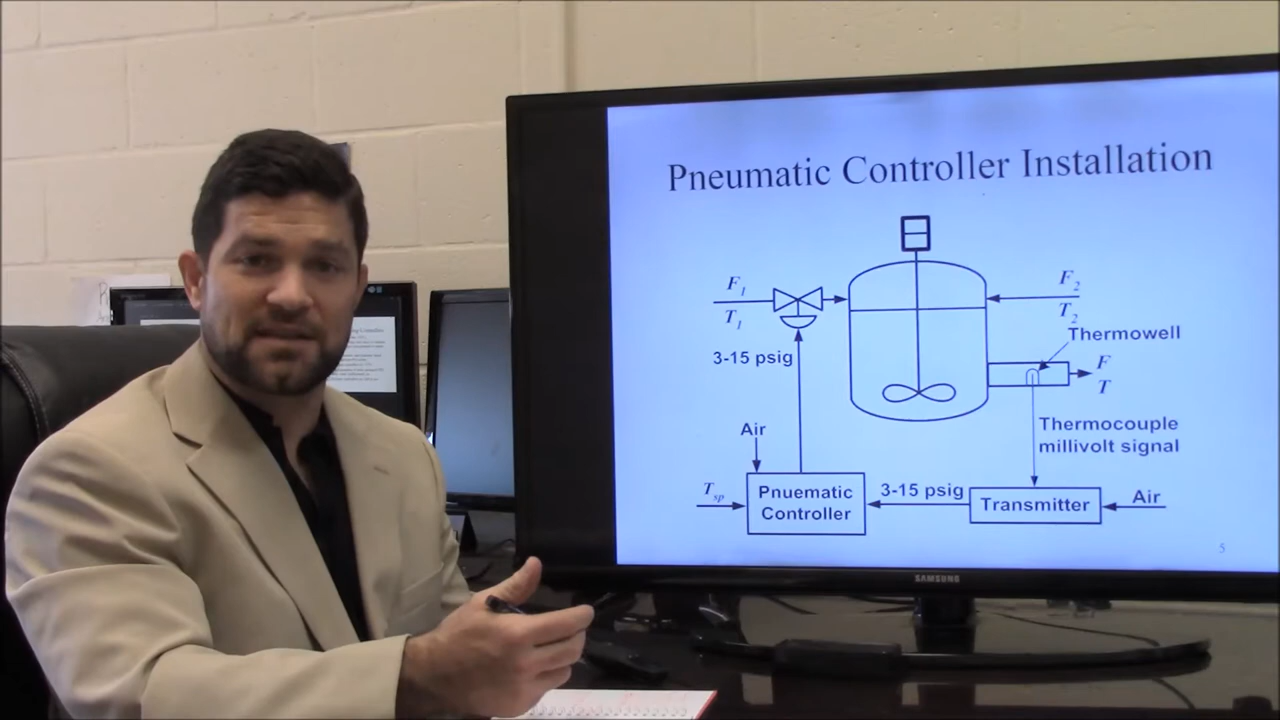 Pneumatic Controller Installation
F1
T1
F2
T2
Thermowell
F
T
3-15 psig
Thermocouple
millivolt signal
Air
Tsp
Pnuematic
Controller
3-15 psig
Transmitter
Air
5
SAMSUNG